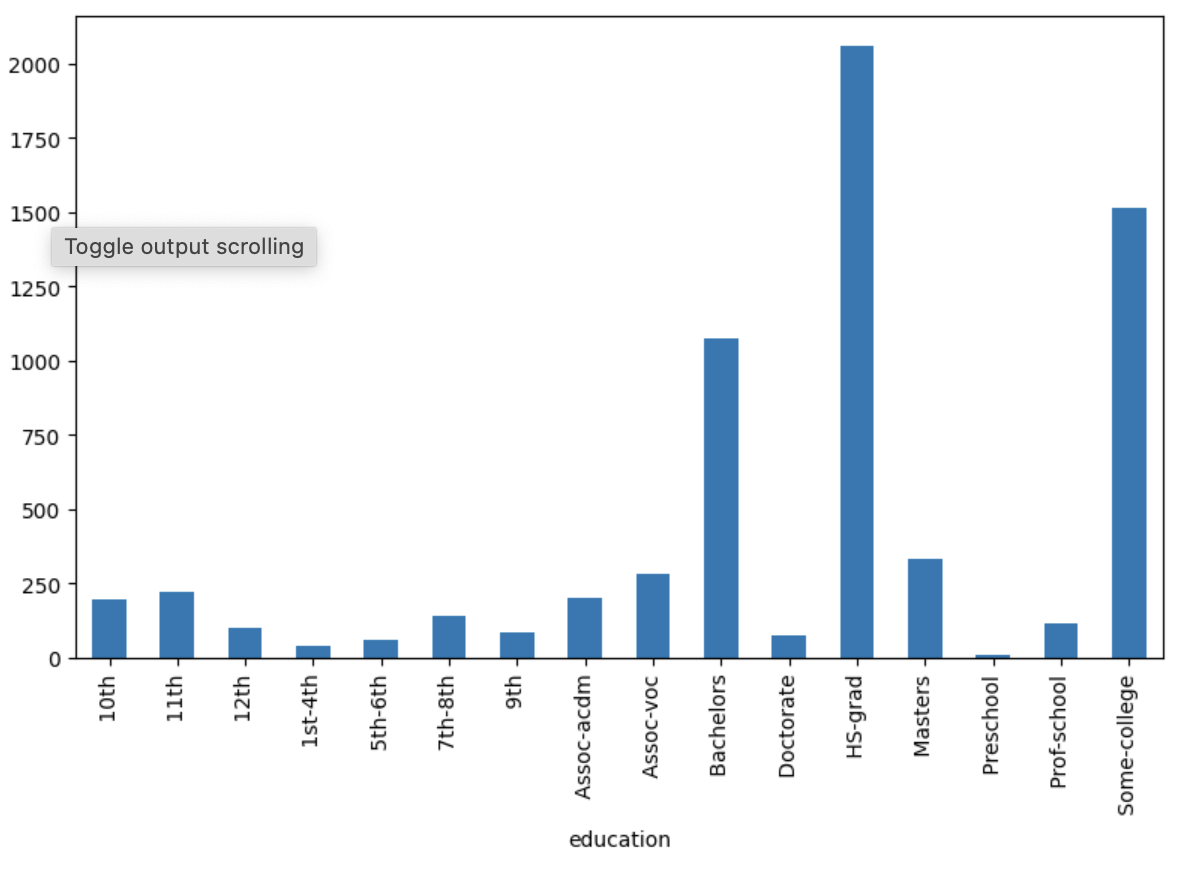 2000
1750
1500
Toggle output scrolling
1250
1000
750
500
250
0
10th
11th
12th
1st-4th
5th-6th
7th-8th
9th
Assoc-acdm
Assoc-voc
Bachelors
Doctorate
HS-grad
Masters
Preschool
Prof-school
Some-college
education